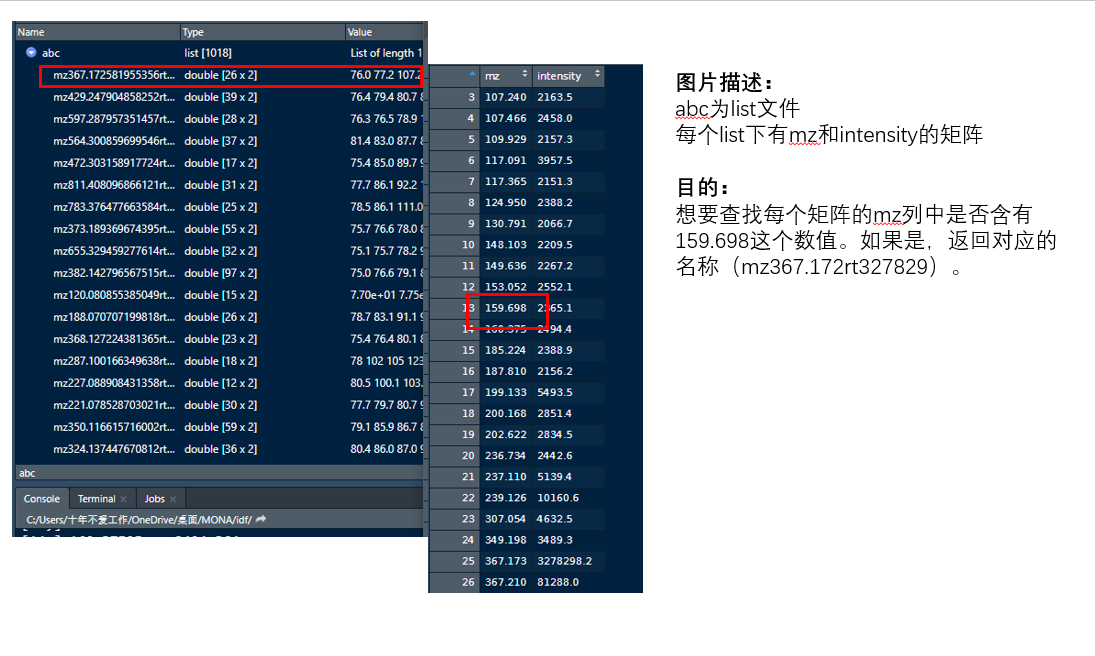 Name Type Value
abc list [1018] List of length 1
mz367.172581955356rt... double [26 x 2] 76.0 77.2 107.2
mz429.247904858252rt... double [39 x 2] 76.4 79.4 80.7 8
mz597.287957351457rt... double [28 x 2] 76.3 76.5 78.9 1
mz564.300859699546rt... double [37 x 2] 81.4 83.0 87.7 8
mz472.303158917724rt... double [17 x 2] 75.4 85.0 89.7 9
mz811.408096866121rt... double [31 x 2] 77.7 86.1 92.2 1
mz783.376477663584rt... double [25 x 2] 78.5 86.1 111.0
mz373.189369674395rt... double [55 x 2] 75.7 76.6 78.0 8
mz655.329459277614rt... double [32 x 2] 75.1 75.7 78.2 9
mz382.142796567515rt... double [97 x 2] 75.0 76.6 79.1 8
mz120.080855385049rt... double [15 x 2] 7.70e+01 7.75e
mz188.070707199818rt... double [26 x 2] 78.7 83.1 91.1 9
mz368.127224381365rt... double [23 x 2] 75.4 76.4 80.1 8
mz287.100166349638rt... double [18 x 2] 78 102 105 123
mz227.088908431358rt... double [12 x 2] 80.5 100.1 103.
mz221.078528703021rt... double [30 x 2] 77.7 79.7 80.7 9
mz350.116615716002rt... double [59 x 2] 79.1 85.9 86.7 8
mz324.137447670812rt... double [36 x 2] 80.4 86.0 87.0 9
abc
Console Terminal Jobs
C:/Users/十年不爱工作/OneDrive/桌面/MONA/idf/
mz intensity
3 107.240 2163.5
4 107.466 2458.0
5 109.929 2157.3
6 117.091 3957.5
7 117.365 2151.3
8 124.950 2388.2
9 130.791 2066.7
10 148.103 2209.5
11 149.636 2267.2
12 153.052 2552.1
13 159.698 2365.1
14 160.375 2494.4
15 185.224 2388.9
16 187.810 2156.2
17 199.133 5493.5
18 200.168 2851.4
19 202.622 2834.5
20 236.734 2442.6
21 237.110 5139.4
22 239.126 10160.6
23 307.054 4632.5
24 349.198 3489.3
25 367.173 3278298.2
26 367.210 81288.0
图片描述：
abc为list文件
每个list下有mz和intensity的矩阵
目的：
想要查找每个矩阵的mz列中是否含有
159.698这个数值。如果是，返回对应的
名称（mz367.172rt327829）。